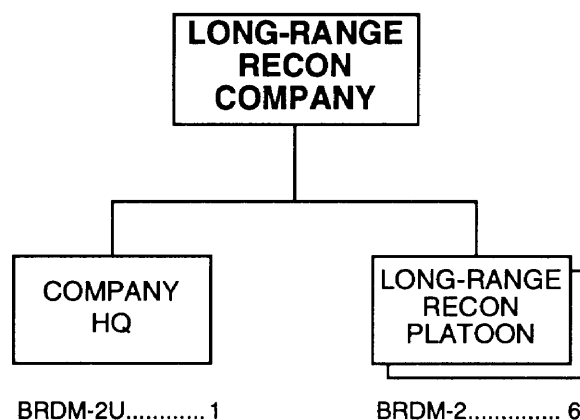 LONG-RANGE
RECON
COMPANY
COMPANY
HQ
LONG-RANGE
RECON
PLATOON
BRDM-2U............ 1
BRDM-2.............. 6